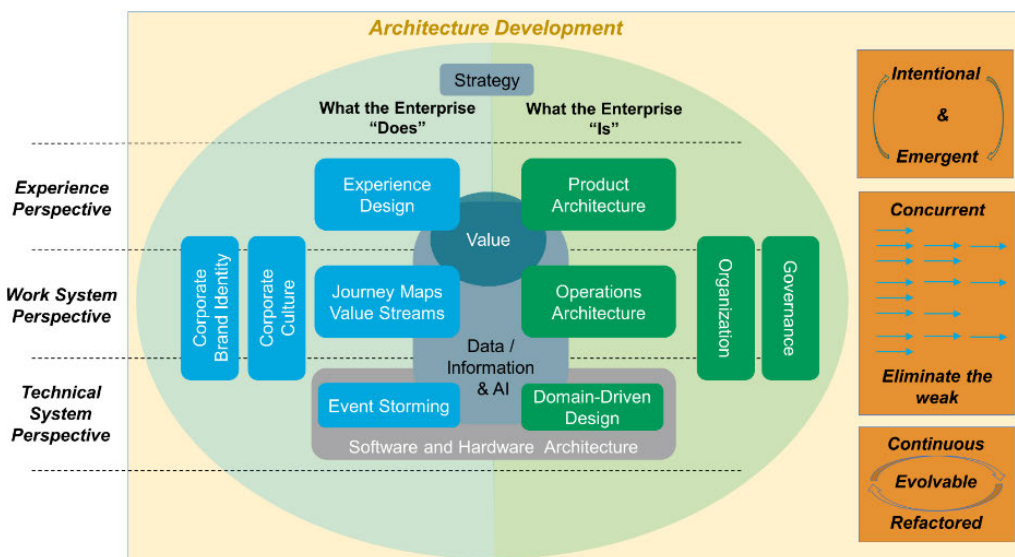 Architecture Development
Strategy
What the Enterprise
“Does”
What the Enterprise
“Is”
Experience
Perspective
Experience
Design
Product
Architecture
Value
Work System
Perspective
Corporate
Brand Identity
Corporate
Culture
Journey Maps
Value Streams
Operations
Architecture
Organization
Governance
Data /
Information
& AI
Technical
System
Perspective
Event Storming
Domain-Driven
Design
Software and Hardware Architecture
Intentional
&
Emergent
Concurrent
Eliminate the
weak
Continuous
Evolvable
Refactored